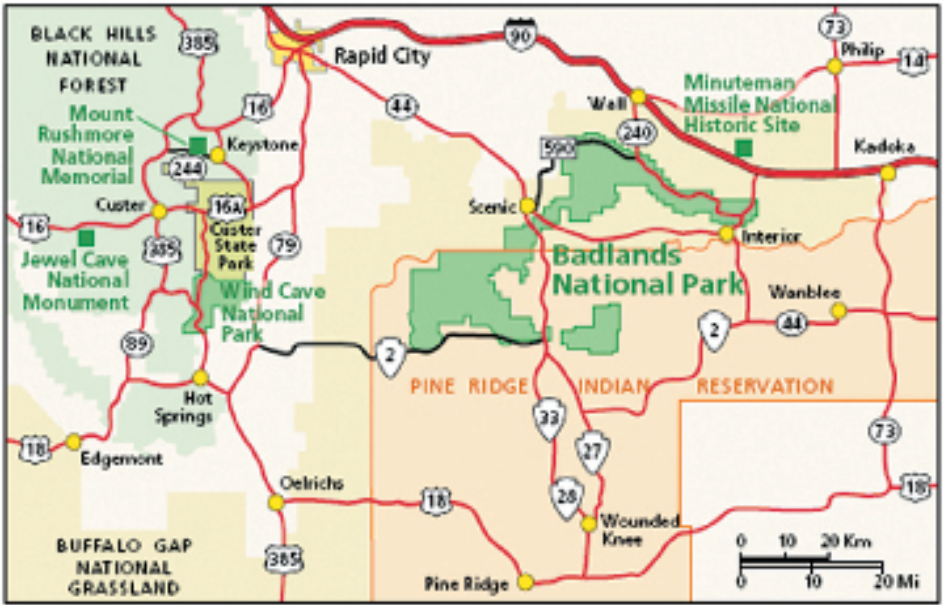 BLACK HILLS
NATIONAL
FOREST
385
Rapid City
90
73
Philip
14
16
44
Wall
Minuteman
Missile National
Historic Site
Mount
Rushmore
National
Memorial
Keystone
240
590
Kadoka
244
Custer
16A
Scenic
16
385
Custer
State
Park
79
Interior
Jewel Cave
National
Monument
Badlands
National Park
Wind Cave
National
Park
Wanblee
44
2
89
2
PINE RIDGE INDIAN RESERVATION
Hot
Springs
33
27
73
18
Edgemont
Oelrichs
18
28
18
Wounded
Knee
BUFFALO GAP
NATIONAL
GRASSLAND
385
Pine Ridge
0 10 20 Km
0 10 20 Mi